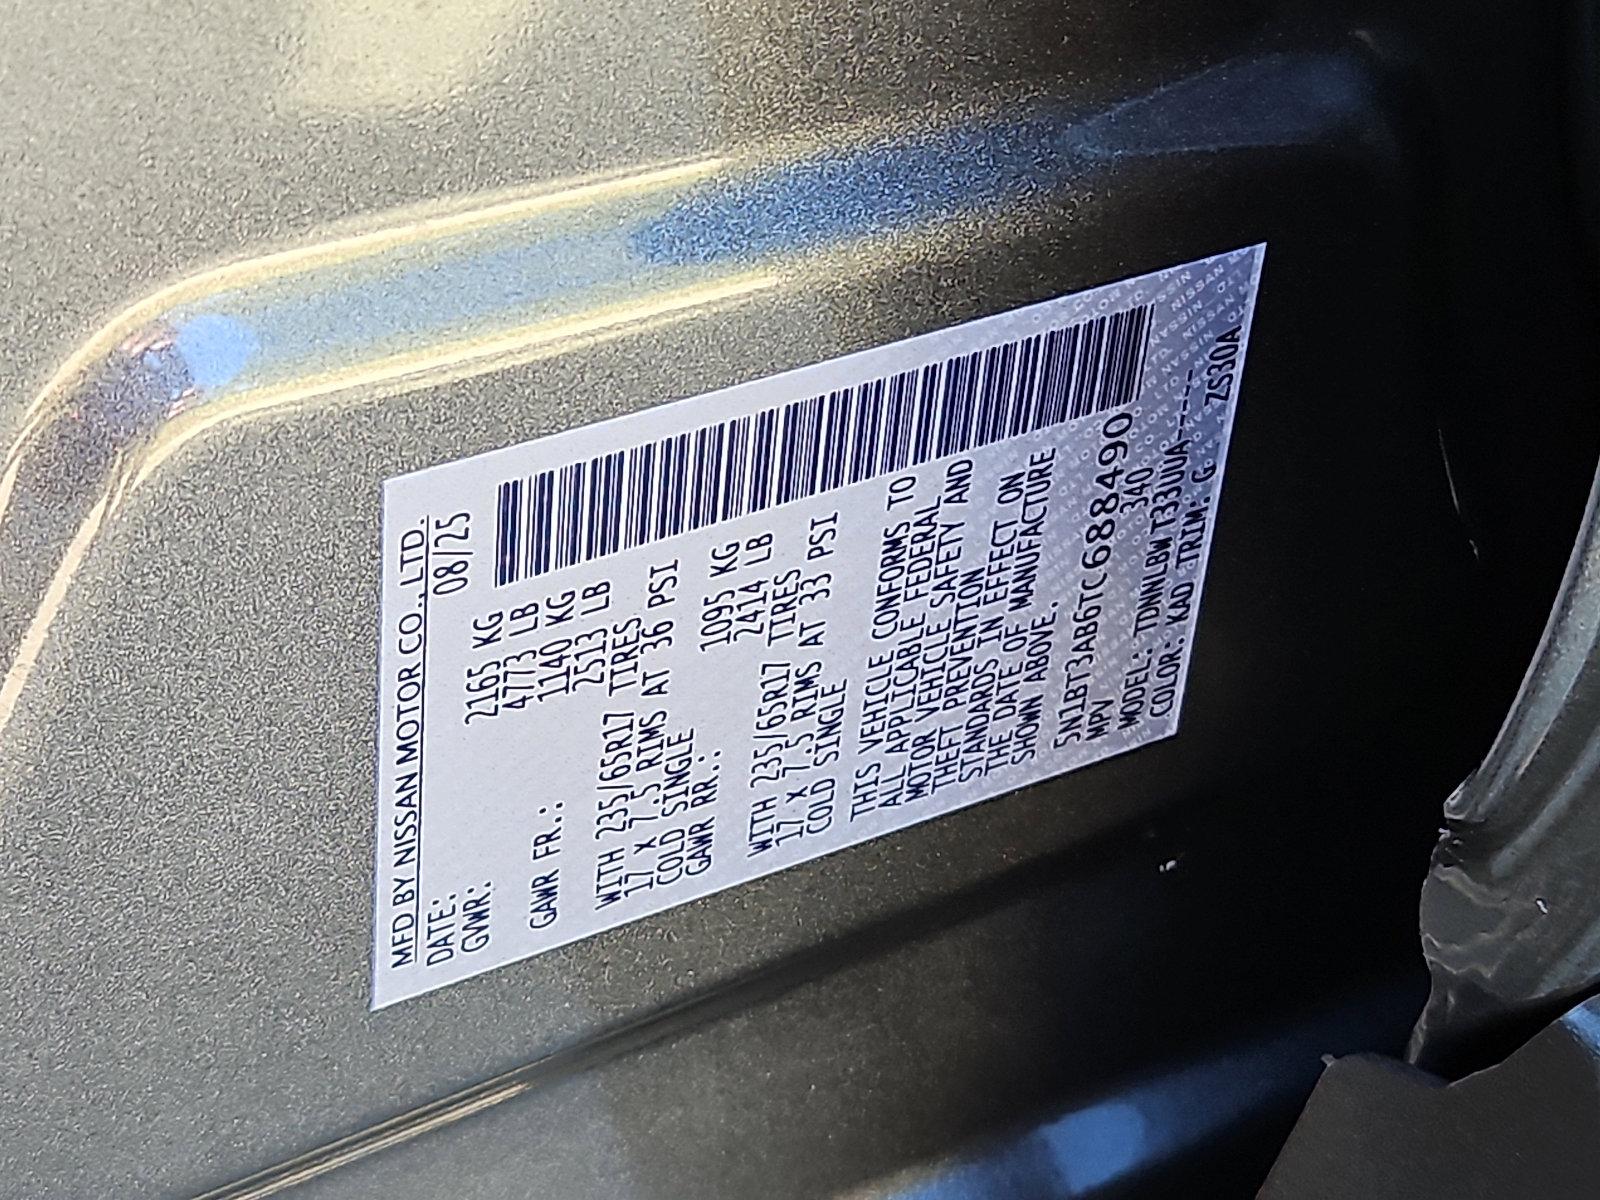 MFD BY NISSAN MOTOR CO., LTD.
DATE: 08/25
GVWR: 2165 KG
4773 LB
GAWR FR.: 1140 KG
2513 LB
WITH 235/65R17 TIRES
17 x 7.5 RIMS AT 36 PSI
COLD SINGLE
GAWR RR.: 1095 KG
2414 LB
WITH 235/65R17 TIRES
17 x 7.5 RIMS AT 33 PSI
COLD SINGLE
THIS VEHICLE CONFORMS TO
ALL APPLICABLE FEDERAL
MOTOR VEHICLE SAFETY AND
THEFT PREVENTION
STANDARDS IN EFFECT ON
THE DATE OF MANUFACTURE
SHOWN ABOVE.
5N1BT3AB6TC688490
MPV 340
MODEL: TDNNLBW T33UUA-----
COLOR: KAD TRIM: G ZS30A